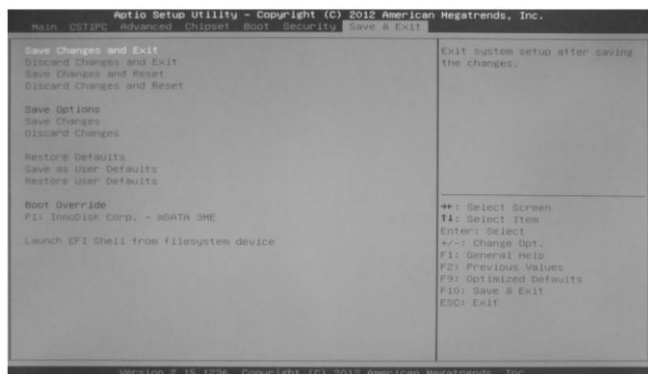 Aptio Setup Utility - Copyright (C) 2012 American Megatrends, Inc.
Main CSTIPC Advanced Chipset Boot Security Save & Exit
Save Changes and Exit
Discard Changes and Exit
Save Changes and Reset
Discard Changes and Reset
Save Options
Save Changes
Discard Changes
Restore Defaults
Save as User Defaults
Restore User Defaults
Boot Override
P1: InnoDisk Corp. - mSATA 3ME
Launch EFI Shell from filesystem device
Exit system setup after saving
the changes.
→←: Select Screen
↑↓: Select Item
Enter: Select
+/-: Change Opt.
F1: General Help
F2: Previous Values
F9: Optimized Defaults
F10: Save & Exit
ESC: Exit
Version 2.15.1236. Copyright (C) 2012 American Megatrends, Inc.